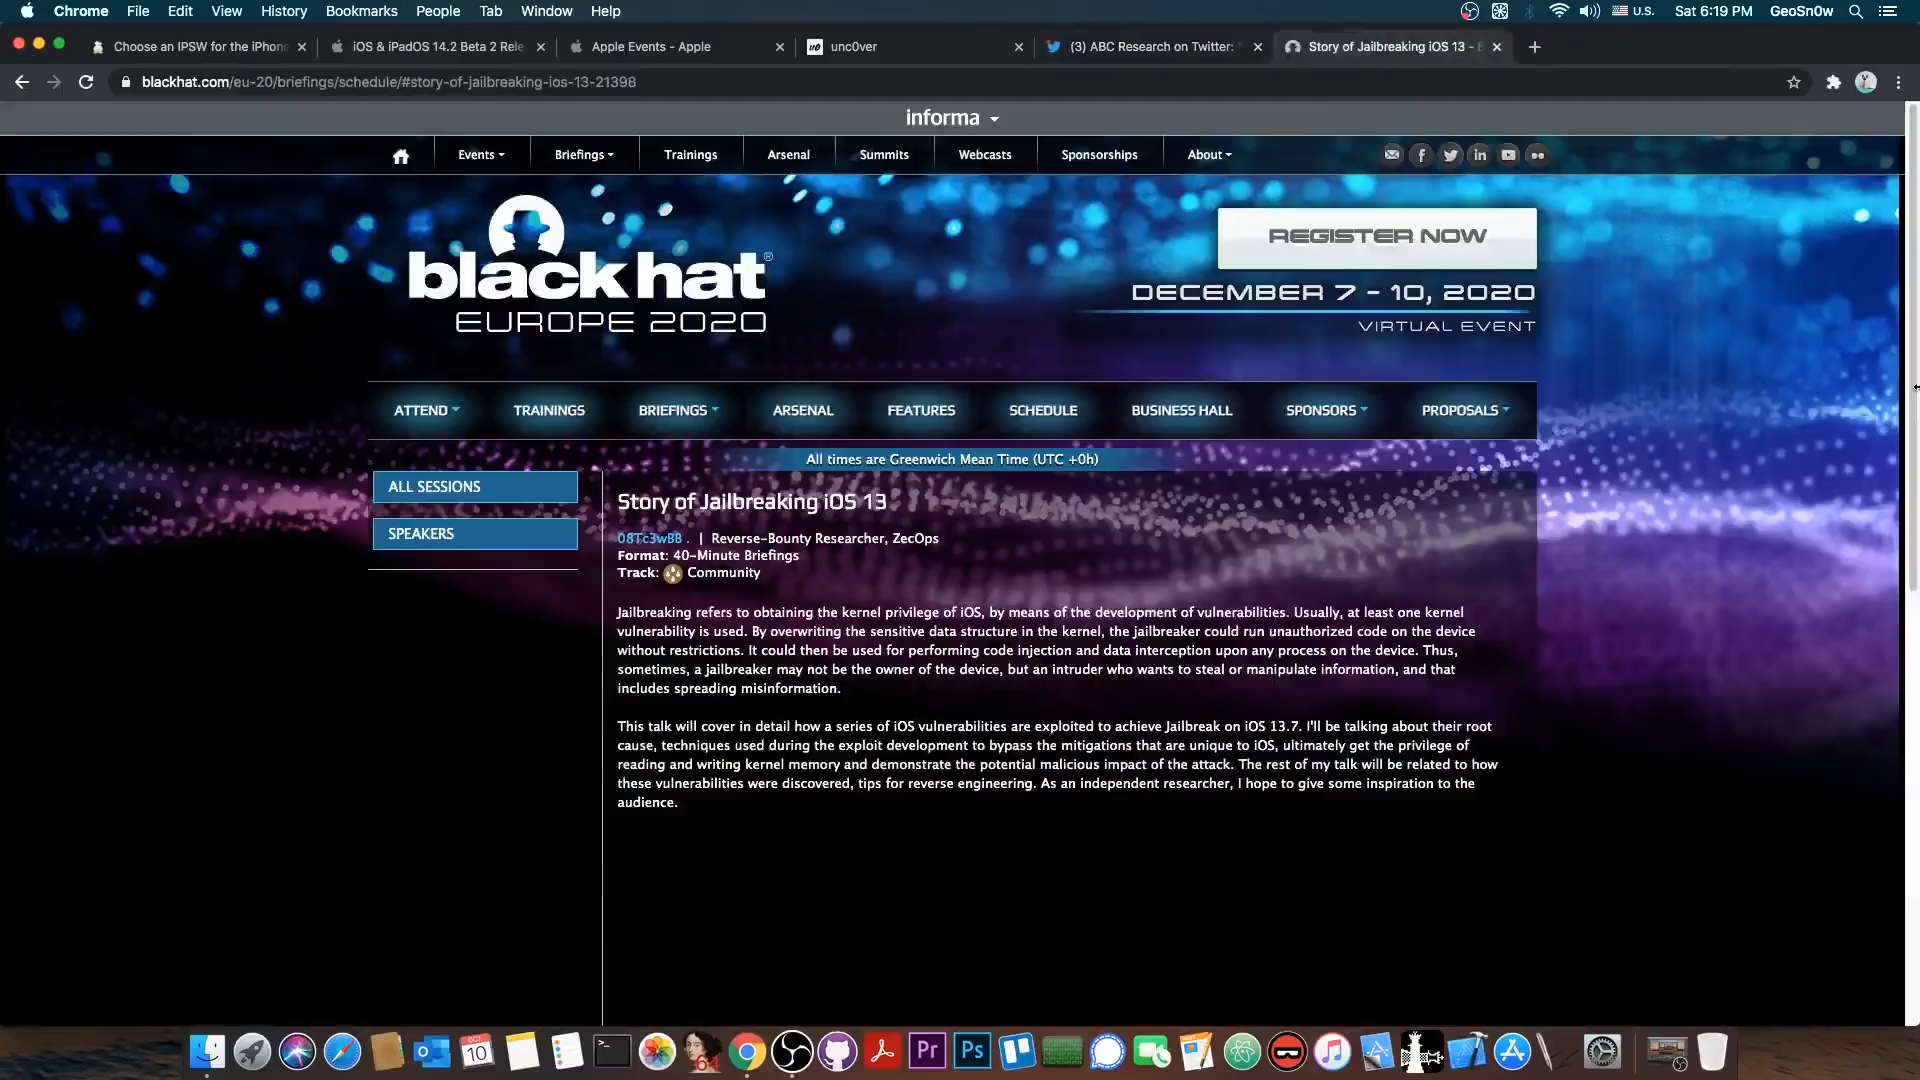 Chrome File Edit View History Bookmarks People Tab Window Help U.S. Sat 6:19 PM GeoSn0w
Choose an IPSW for the iPhone iOS & iPadOS 14.2 Beta 2 Rele Apple Events - Apple unc0ver (3) ABC Research on Twitter: Story of Jailbreaking iOS 13 -
blackhat.com/eu-20/briefings/schedule/#story-of-jailbreaking-ios-13-21398
informa
Events Briefings Trainings Arsenal Summits Webcasts Sponsorships About
blackhat®
EUROPE 2020
REGISTER NOW
DECEMBER 7 - 10, 2020
VIRTUAL EVENT
ATTEND TRAININGS BRIEFINGS ARSENAL FEATURES SCHEDULE BUSINESS HALL SPONSORS PROPOSALS
All times are Greenwich Mean Time (UTC +0h)
ALL SESSIONS
SPEAKERS
Story of Jailbreaking iOS 13
08Tc3wBB . | Reverse-Bounty Researcher, ZecOps
Format: 40-Minute Briefings
Track: Community
Jailbreaking refers to obtaining the kernel privilege of iOS, by means of the development of vulnerabilities. Usually, at least one kernel
vulnerability is used. By overwriting the sensitive data structure in the kernel, the jailbreaker could run unauthorized code on the device
without restrictions. It could then be used for performing code injection and data interception upon any process on the device. Thus,
sometimes, a jailbreaker may not be the owner of the device, but an intruder who wants to steal or manipulate information, and that
includes spreading misinformation.
This talk will cover in detail how a series of iOS vulnerabilities are exploited to achieve Jailbreak on iOS 13.7. I'll be talking about their root
cause, techniques used during the exploit development to bypass the mitigations that are unique to iOS, ultimately get the privilege of
reading and writing kernel memory and demonstrate the potential malicious impact of the attack. The rest of my talk will be related to how
these vulnerabilities were discovered, tips for reverse engineering. As an independent researcher, I hope to give some inspiration to the
audience.
OCT
10
64
Pr
Ps